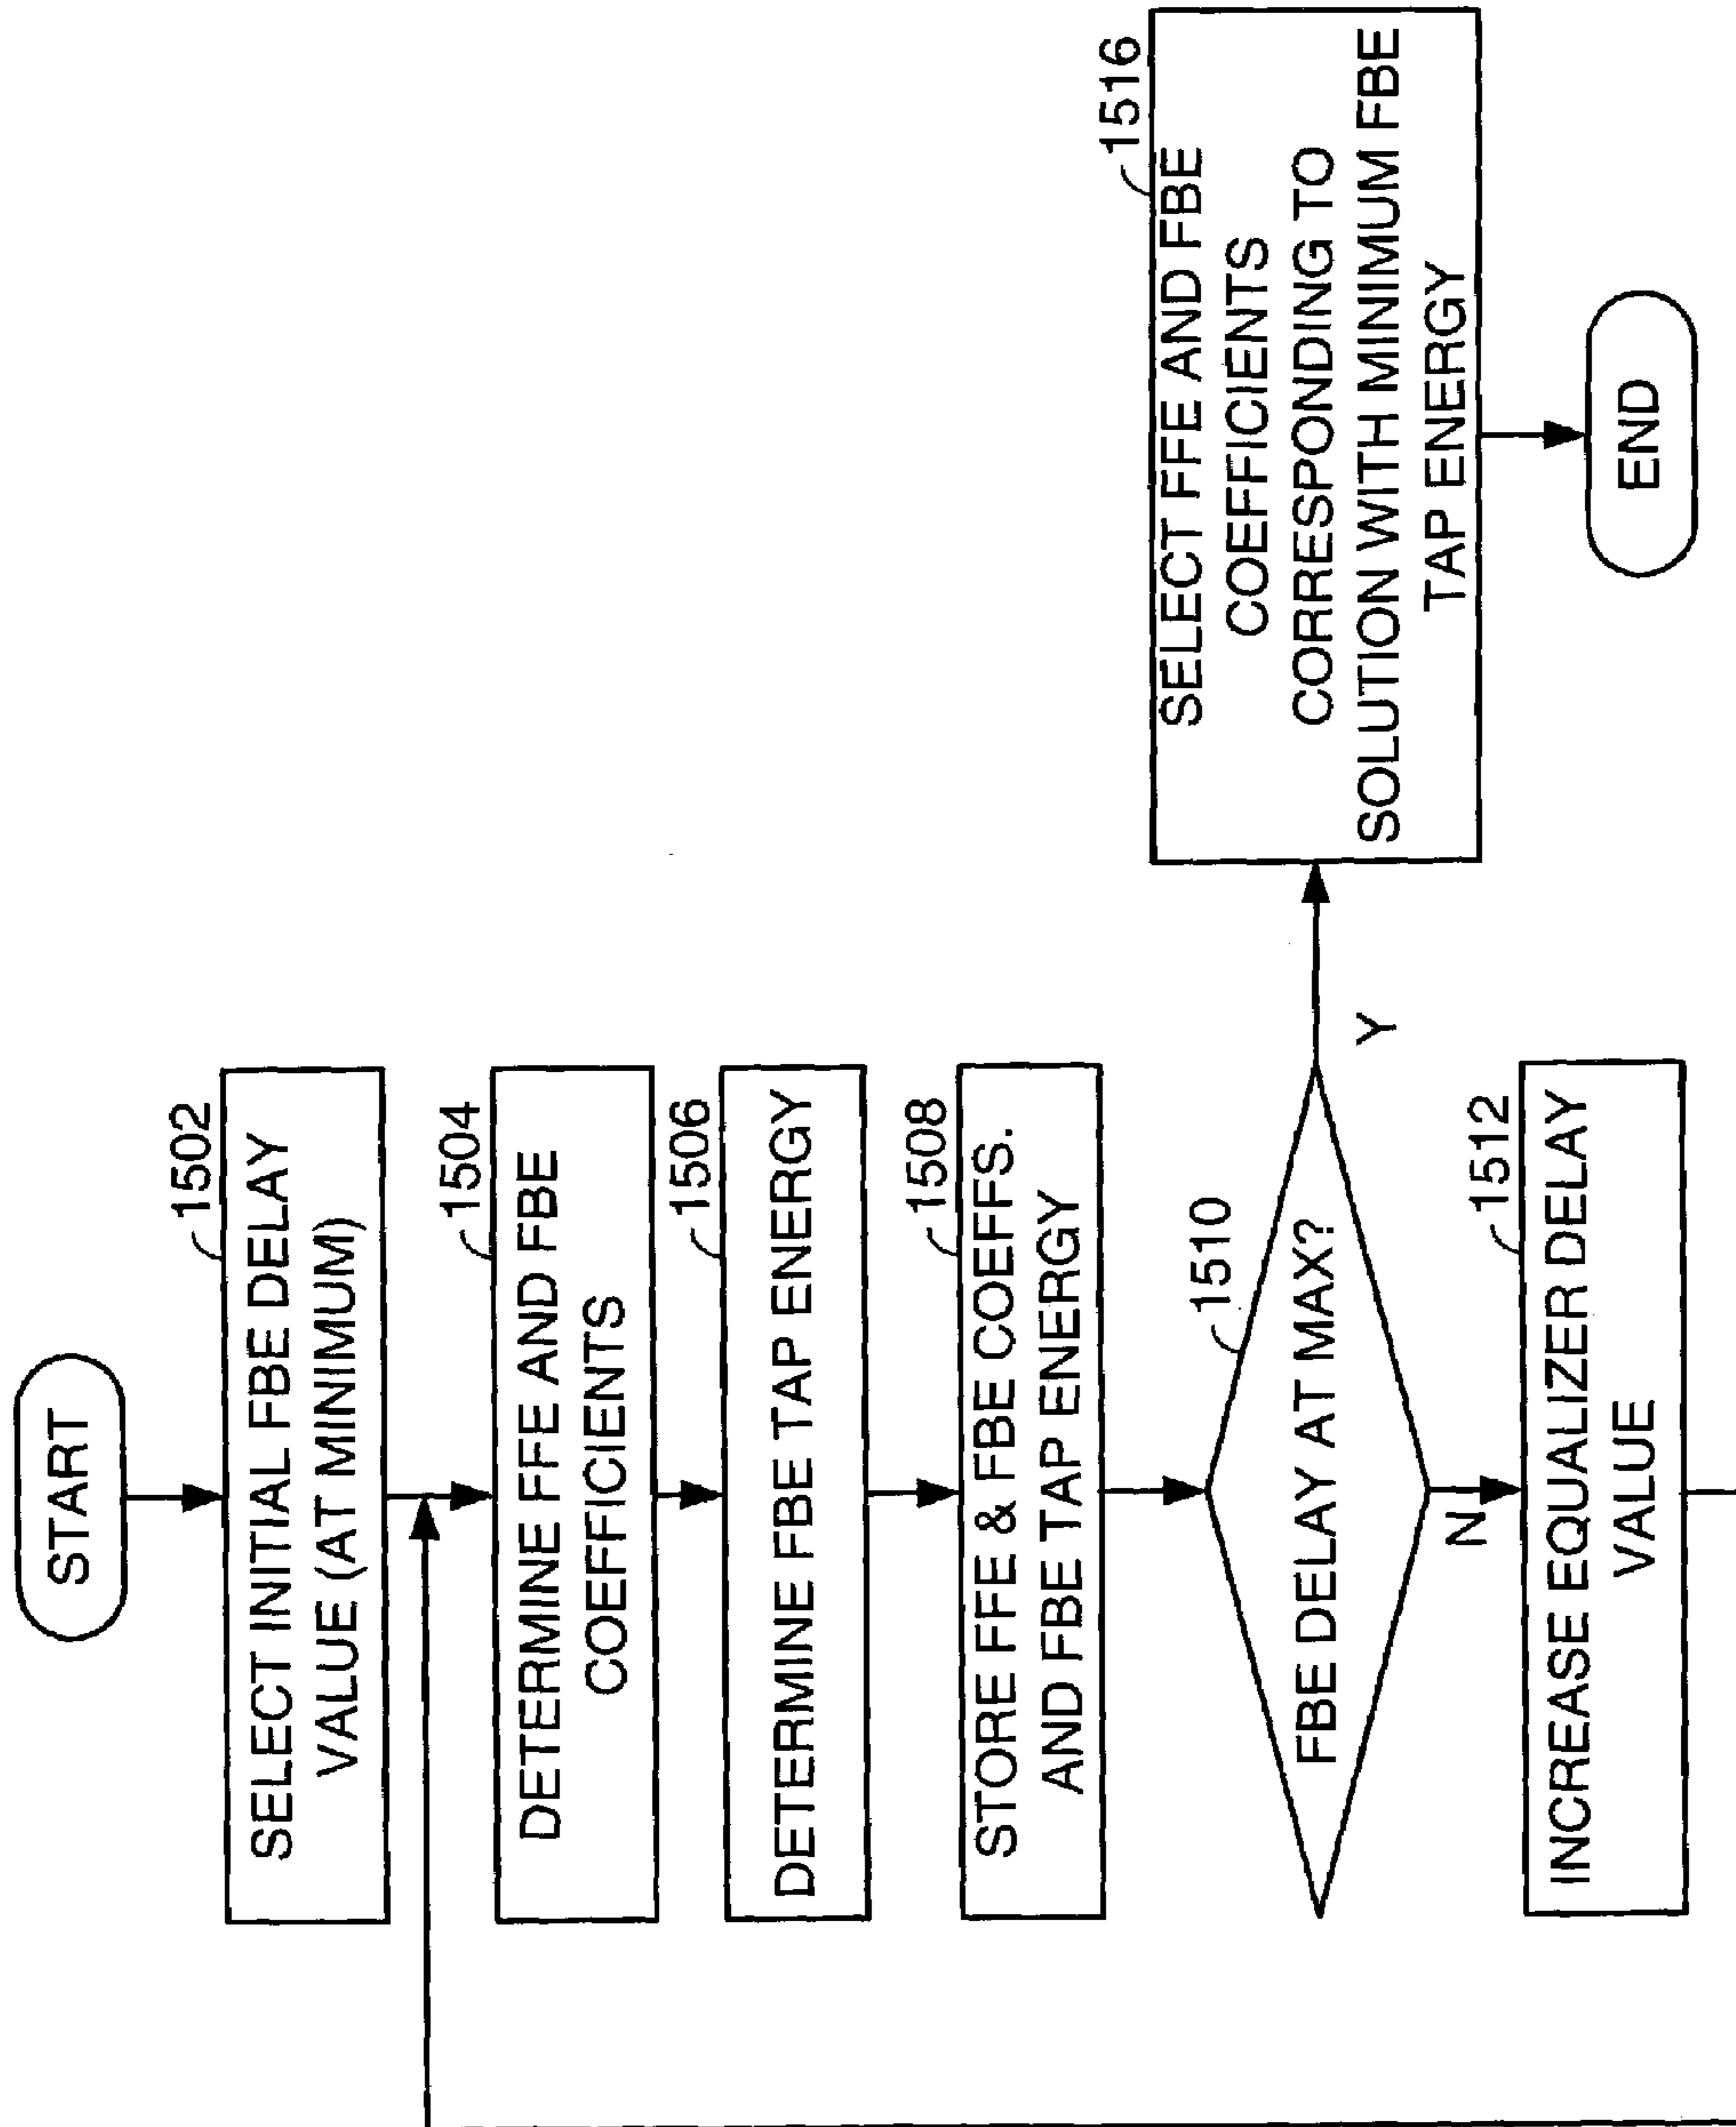 START
1502
SELECT INITIAL FBE DELAY
VALUE (AT MINIMUM)
1504
DETERMINE FFE AND FBE
COEFFICIENTS
1506
DETERMINE FBE TAP ENERGY
1508
STORE FFE & FBE COEFFS.
AND FBE TAP ENERGY
1510
FBE DELAY AT MAX?
Y
N
1512
INCREASE EQUALIZER DELAY
VALUE
1516
SELECT FFE AND FBE
COEFFICIENTS
CORRESPONDING TO
SOLUTION WITH MINIMUM FBE
TAP ENERGY
END